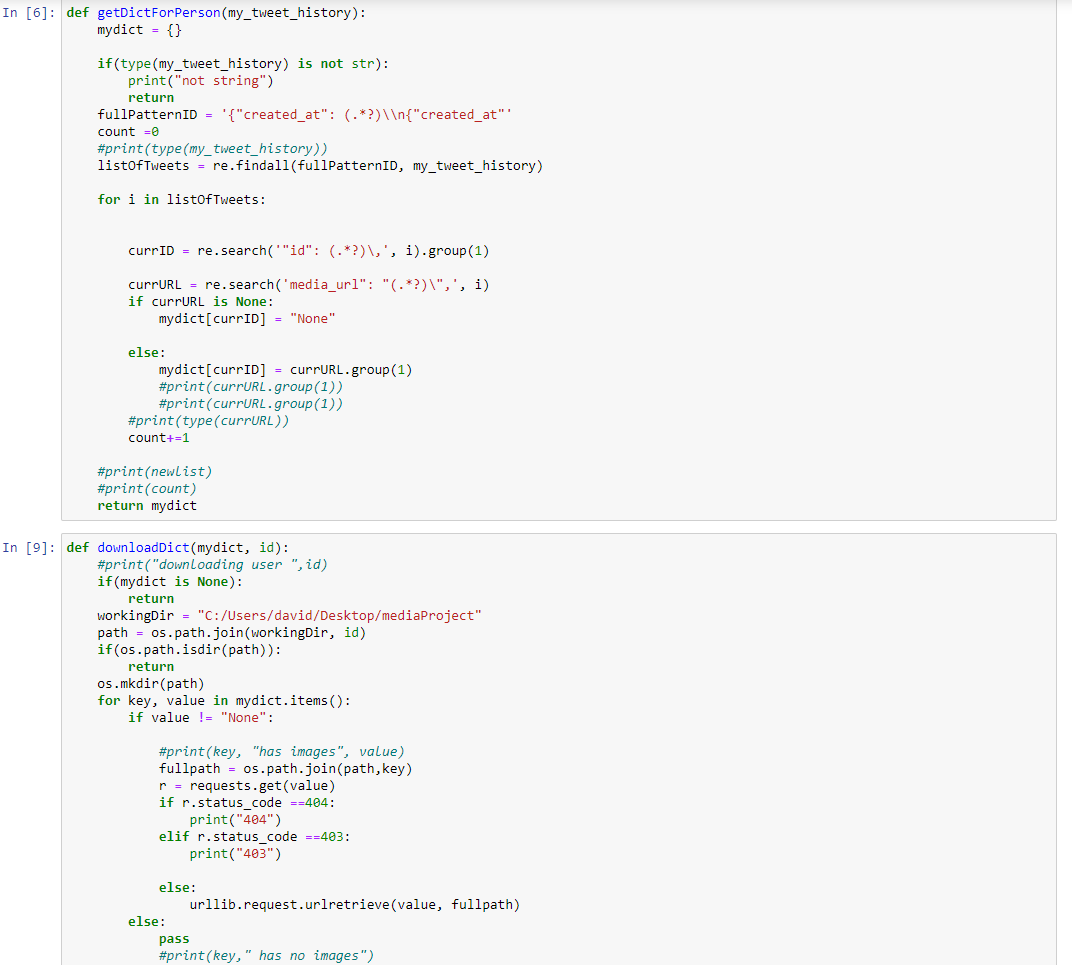 In [6]: def getDictForPerson(my_tweet_history):
    mydict = {}
    if(type(my_tweet_history) is not str):
        print("not string")
        return
    fullPatternID = '{"created_at": (.*?)\\n{"created_at"'
    count =0
    #print(type(my_tweet_history))
    listOfTweets = re.findall(fullPatternID, my_tweet_history)
    for i in listOfTweets:
        currID = re.search('"id": (.*?)\,', i).group(1)
        currURL = re.search('media_url": "(.*?)\",', i)
        if currURL is None:
            mydict[currID] = "None"
        else:
            mydict[currID] = currURL.group(1)
            #print(currURL.group(1))
            #print(currURL.group(1))
        #print(type(currURL))
        count+=1
    #print(newlist)
    #print(count)
    return mydict
In [9]: def downloadDict(mydict, id):
    #print("downloading user ",id)
    if(mydict is None):
        return
    workingDir = "C:/Users/david/Desktop/mediaProject"
    path = os.path.join(workingDir, id)
    if(os.path.isdir(path)):
        return
    os.mkdir(path)
    for key, value in mydict.items():
        if value != "None":
            #print(key, "has images", value)
            fullpath = os.path.join(path,key)
            r = requests.get(value)
            if r.status_code ==404:
                print("404")
            elif r.status_code ==403:
                print("403")
            else:
                urllib.request.urlretrieve(value, fullpath)
        else:
            pass
            #print(key," has no images")